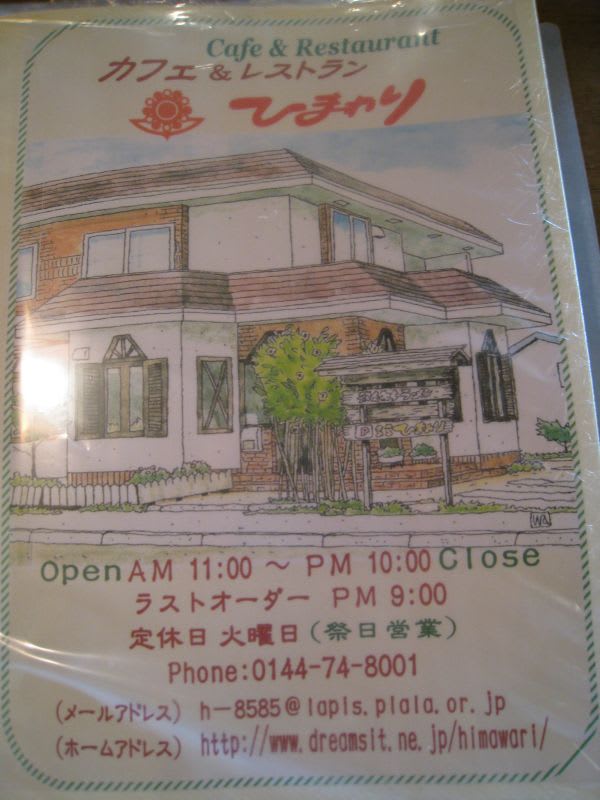 Cafe & Restaurant
カフェ & レストラン
ひまわり
Open AM 11:00 ～ PM 10:00 Close
ラストオーダー PM 9:00
定休日 火曜日 (祭日営業)
Phone:0144-74-8001
(メールアドレス) h-8585@lapis.plala.or.jp
(ホームアドレス) http://www.dreamsit.ne.jp/himawari/